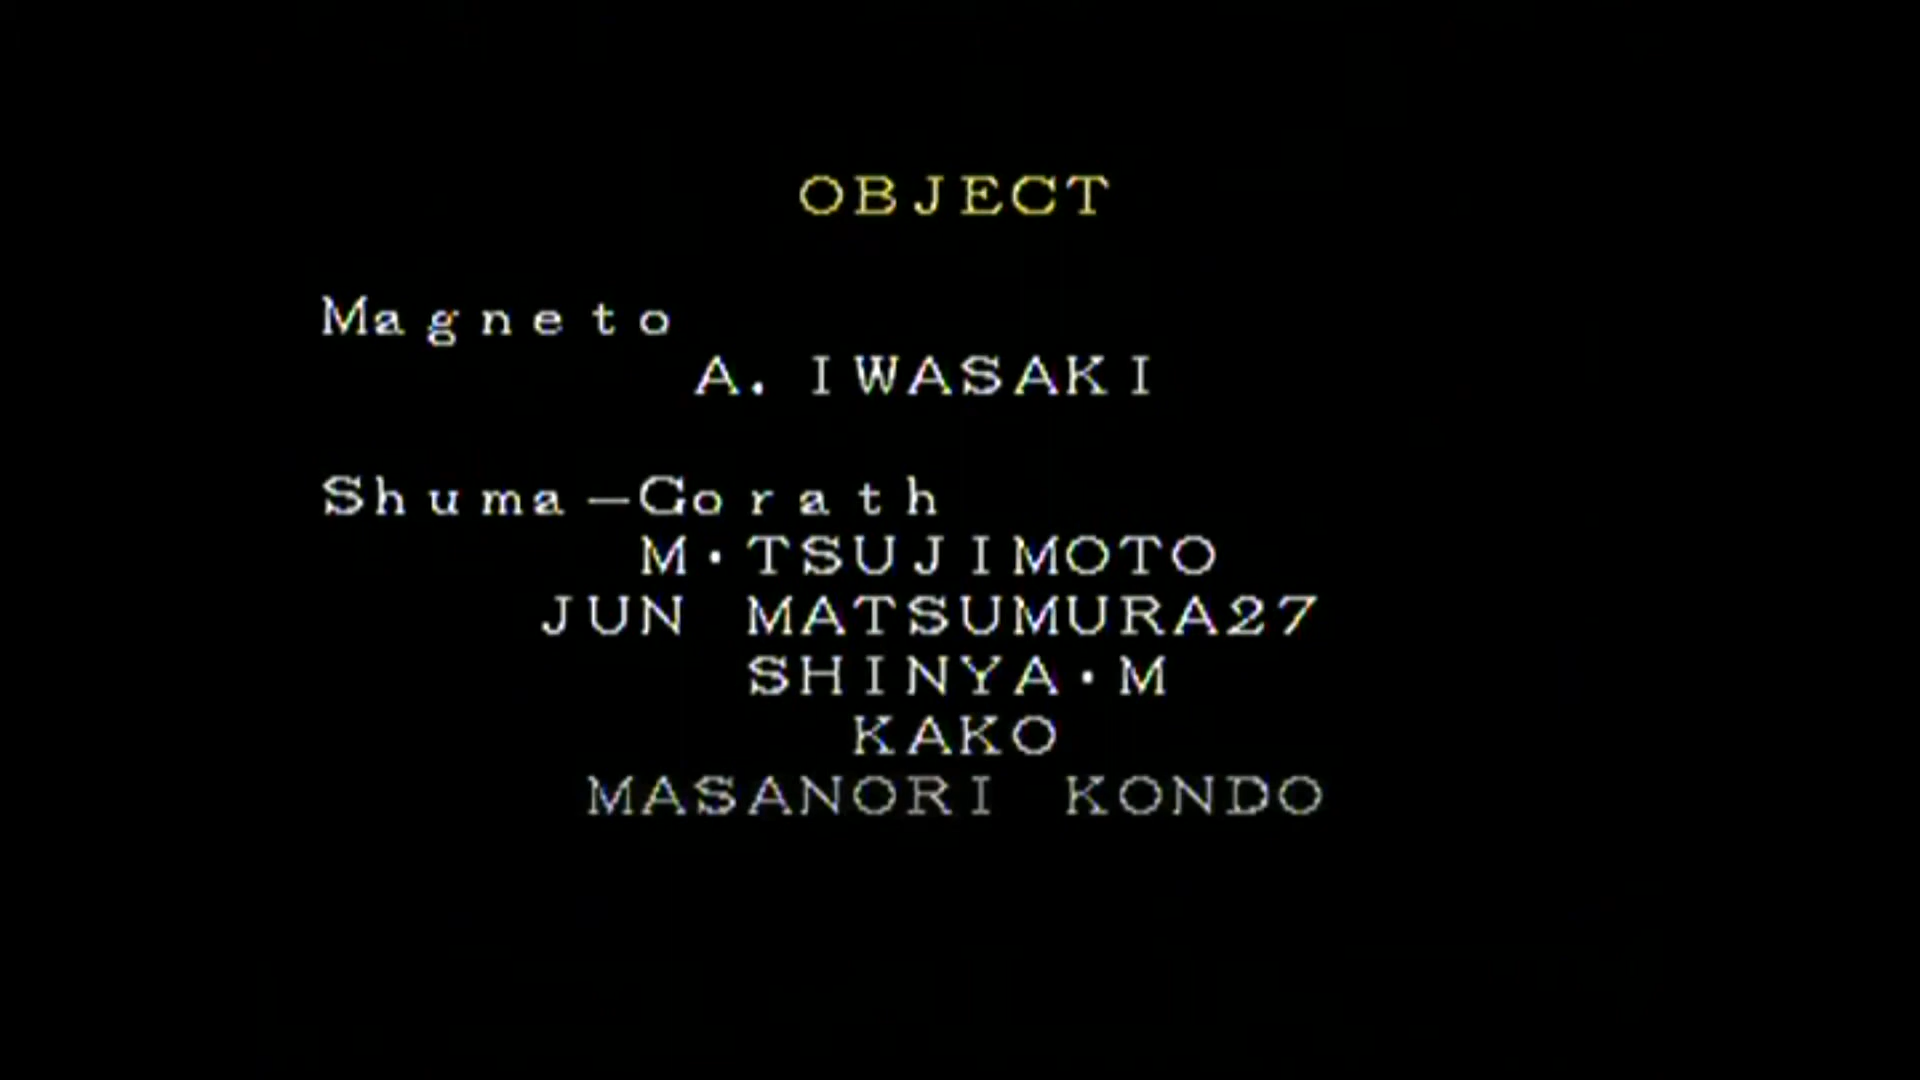 OBJECT
Magneto
A. IWASAKI
Shuma—Gorath
M・TSUJIMOTO
JUN MATSUMURA27
SHINYA・M
KAKO
MASANORI KONDO